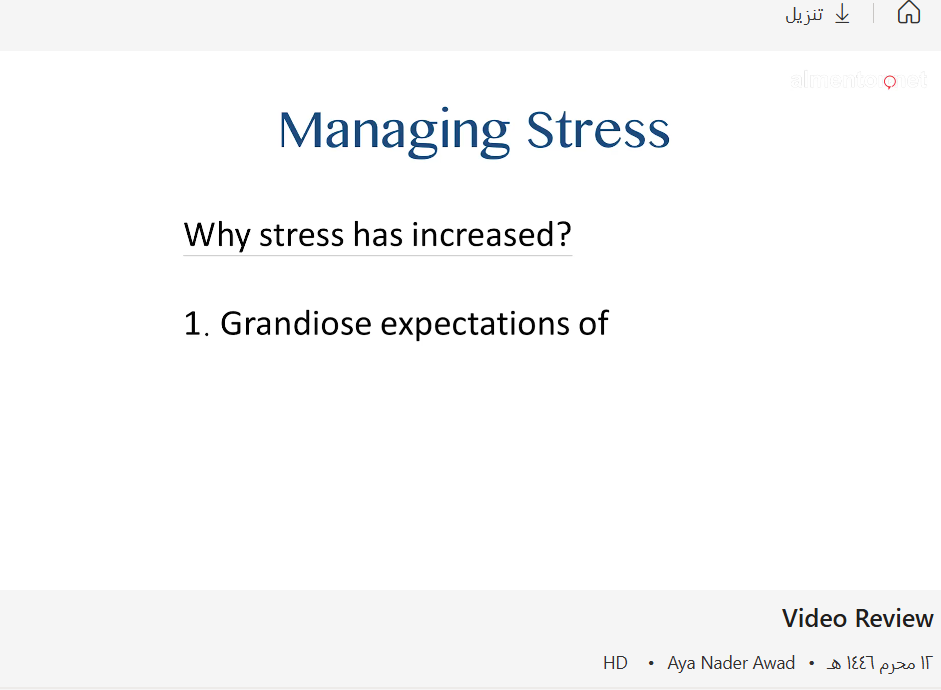 تنزيل
almentor.net
Managing Stress
Why stress has increased?
1. Grandiose expectations of
Video Review
١٢ محرم ١٤٤٦ هـ • Aya Nader Awad • HD